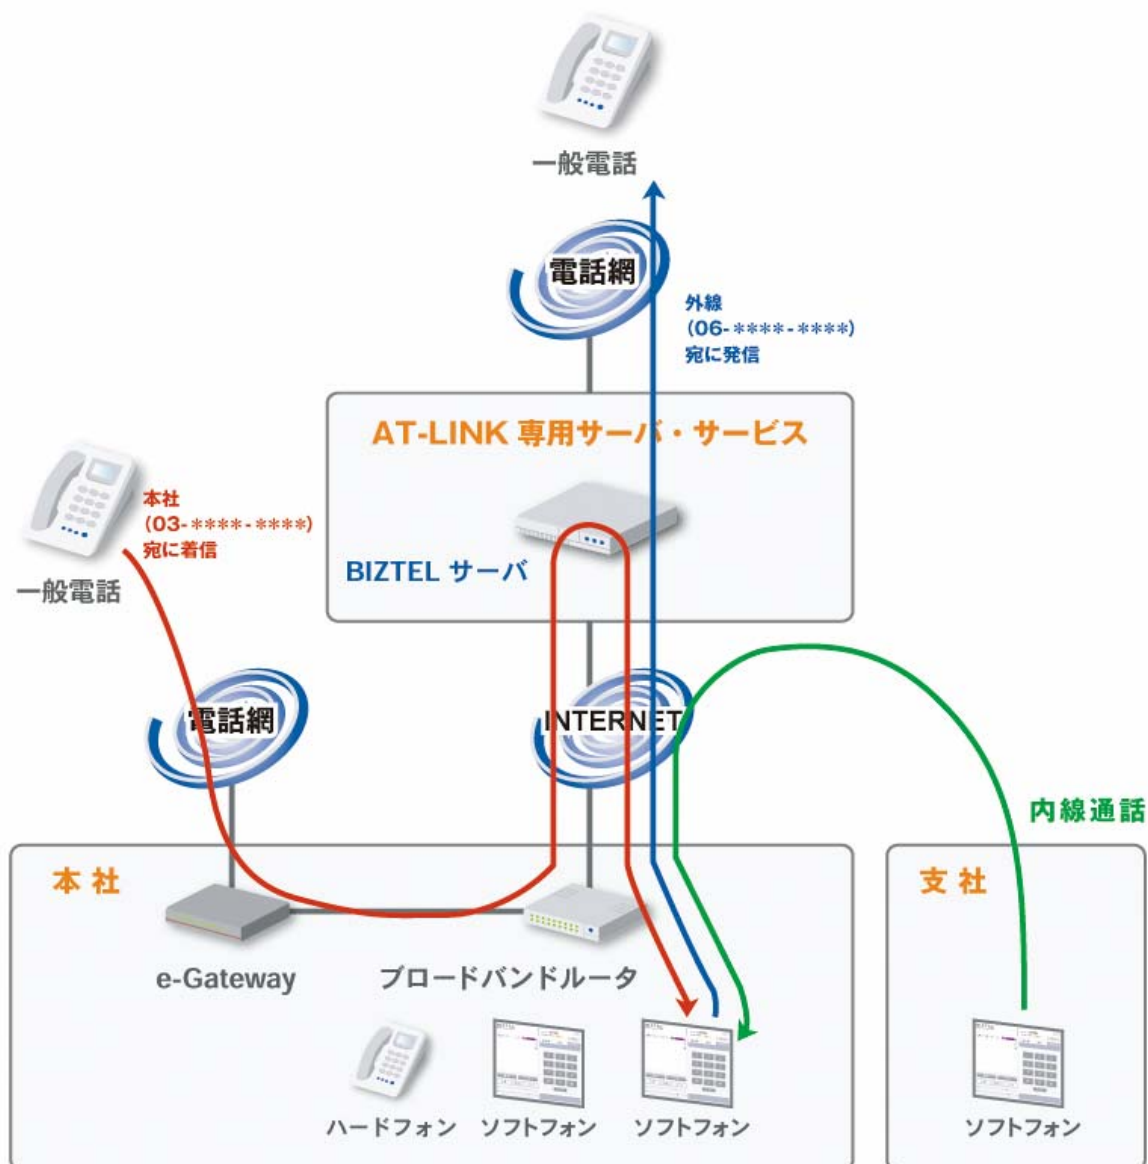 一般電話
電話網
外線
(06-****-****)
宛に発信
AT-LINK 専用サーバ・サービス
本社
(03-****-****)
宛に着信
BIZTEL サーバ
一般電話
電話網
INTERNET
内線通話
本社
支社
e-Gateway
ブロードバンドルータ
ハードフォン
ソフトフォン
ソフトフォン
ソフトフォン